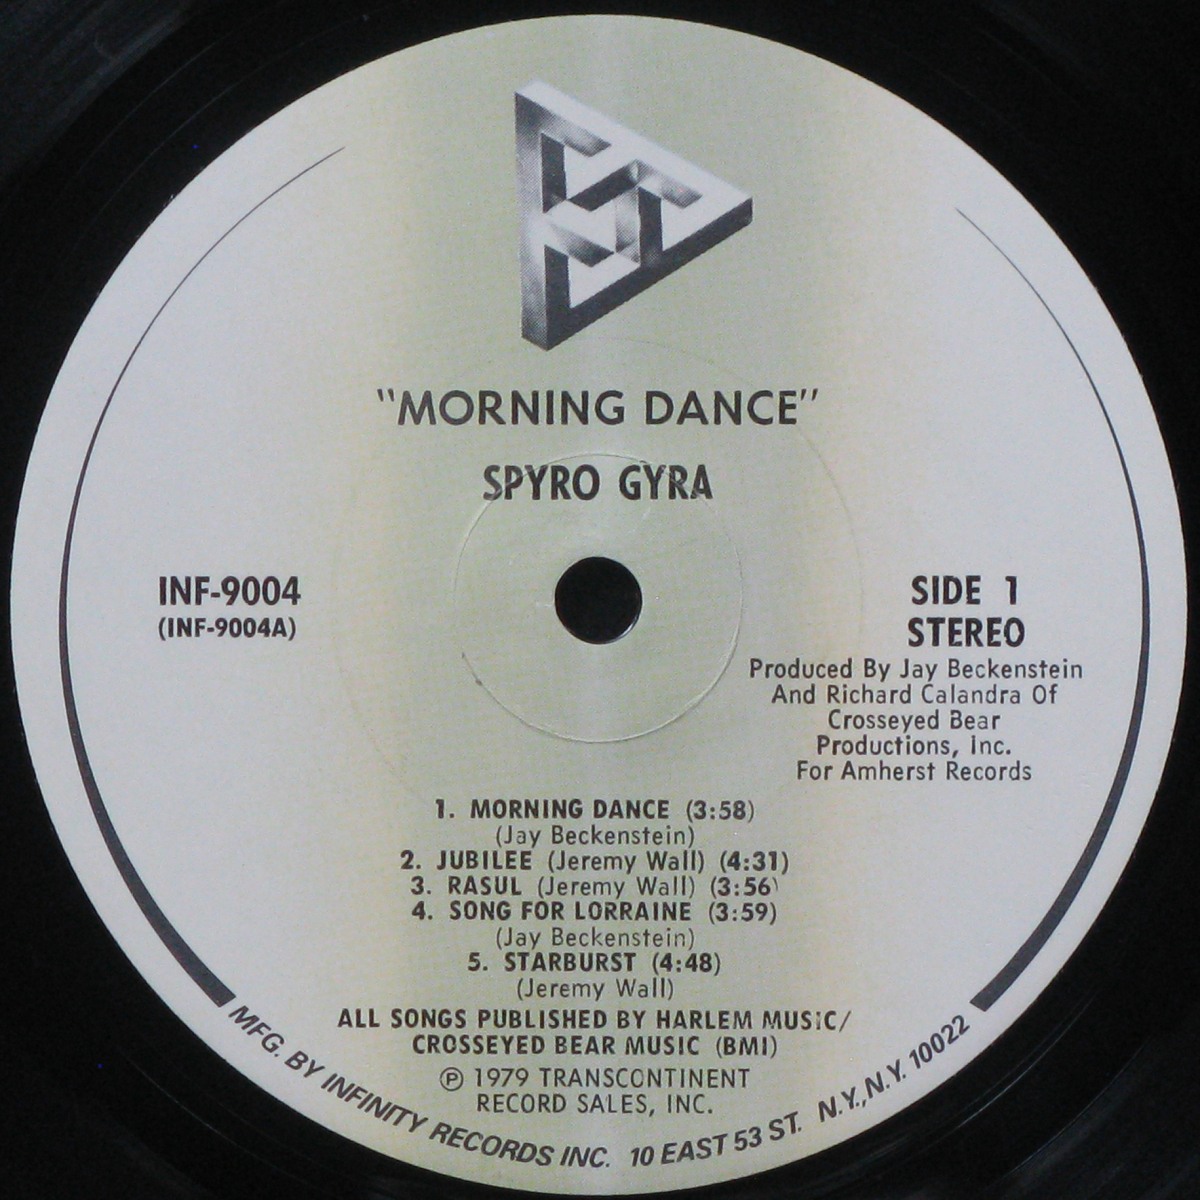 "MORNING DANCE"
SPYRO GYRA
INF-9004
(INF-9004A)
SIDE 1
STEREO
Produced By Jay Beckenstein
And Richard Calandra Of
Crosseyed Bear
Productions, Inc.
For Amherst Records
1. MORNING DANCE (3:58)
(Jay Beckenstein)
2. JUBILEE (Jeremy Wall) (4:31)
3. RASUL (Jeremy Wall) (3:56)
4. SONG FOR LORRAINE (3:59)
(Jay Beckenstein)
5. STARBURST (4:48)
(Jeremy Wall)
ALL SONGS PUBLISHED BY HARLEM MUSIC/
CROSSEYED BEAR MUSIC (BMI)
℗ 1979 TRANSCONTINENT
RECORD SALES, INC.
MFG. BY INFINITY RECORDS INC. 10 EAST 53 ST. N.Y., N.Y. 10022